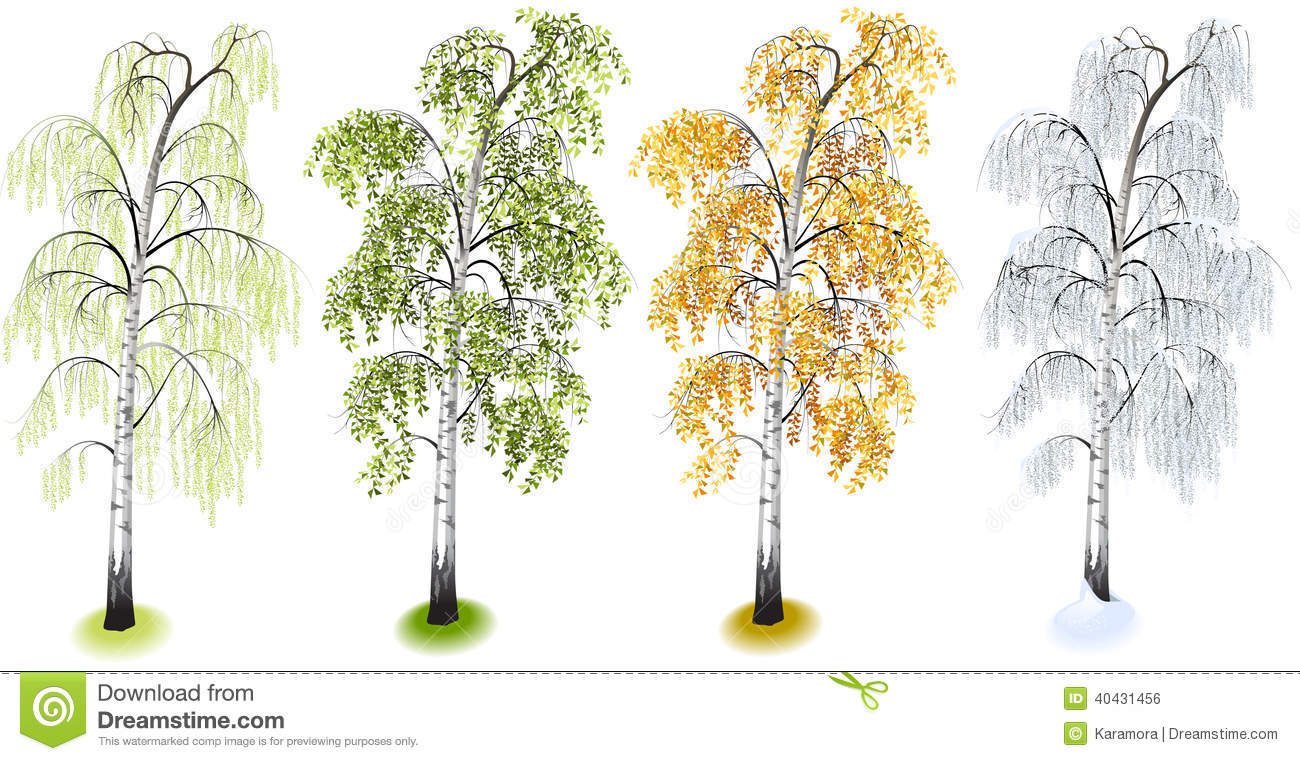 Download from
Dreamstime.com
This watermarked comp image is for previewing purposes only.
ID 40431456
© Karamora | Dreamstime.com